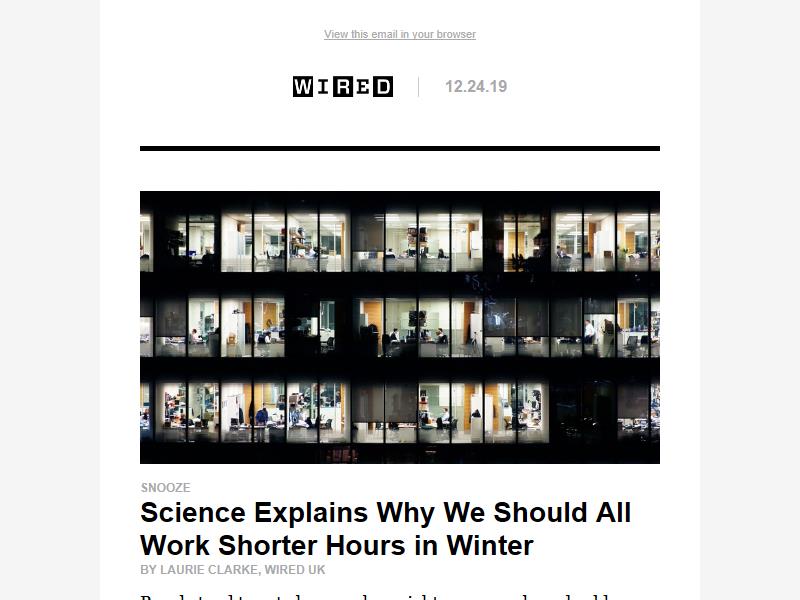 View this email in your browser
WIRED
12.24.19
SNOOZE
Science Explains Why We Should All
Work Shorter Hours in Winter
BY LAURIE CLARKE, WIRED UK